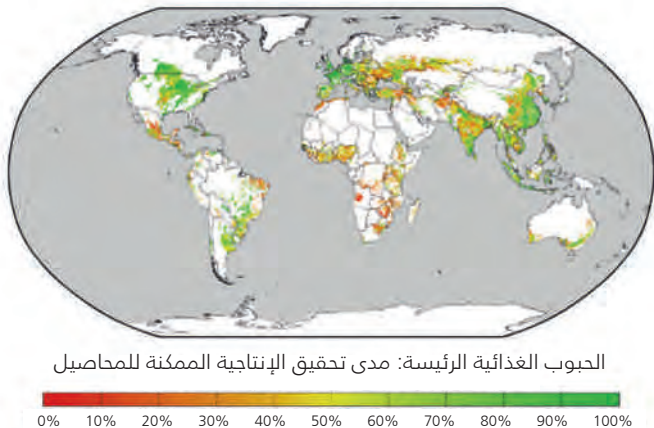 الحبوب الغذائية الرئيسة: مدى تحقيق الإنتاجية الممكنة للمحاصيل
0% 10% 20% 30% 40% 50% 60% 70% 80% 90% 100%